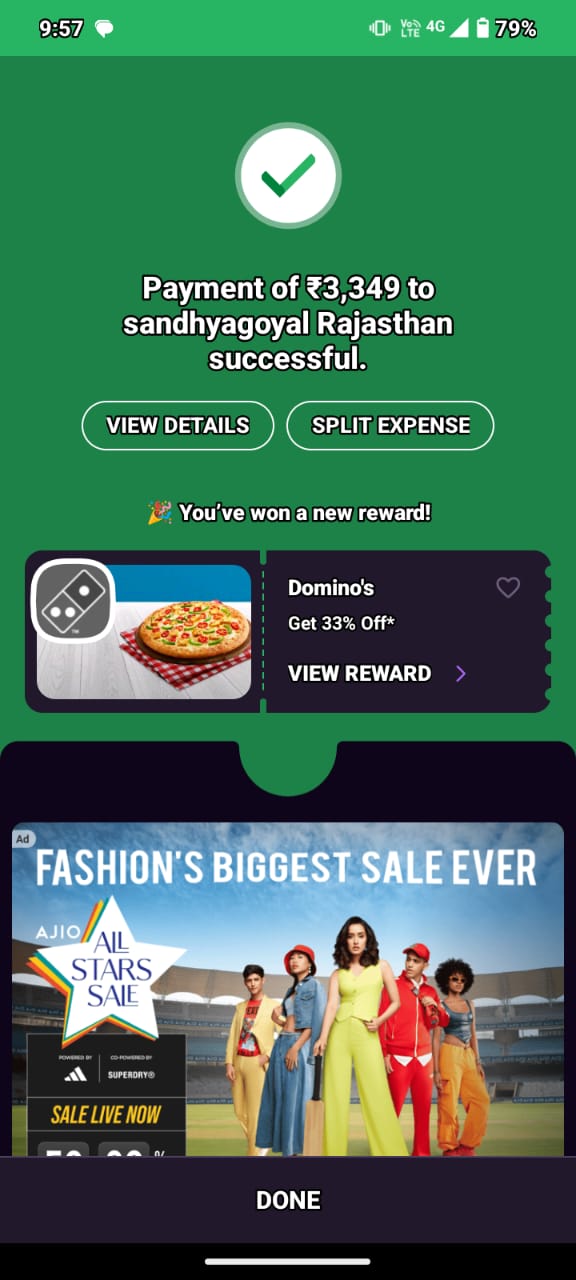 9:57
Vo
LTE
4G
79%
Payment of ₹3,349 to
sandhyagoyal Rajasthan
successful.
VIEW DETAILS
SPLIT EXPENSE
🎉 You’ve won a new reward!
Domino's
Get 33% Off*
VIEW REWARD
Ad
FASHION'S BIGGEST SALE EVER
AJIO
ALL
STARS
SALE
POWERED BY
CO-POWERED BY
SUPERDRY®
SALE LIVE NOW
%
DONE